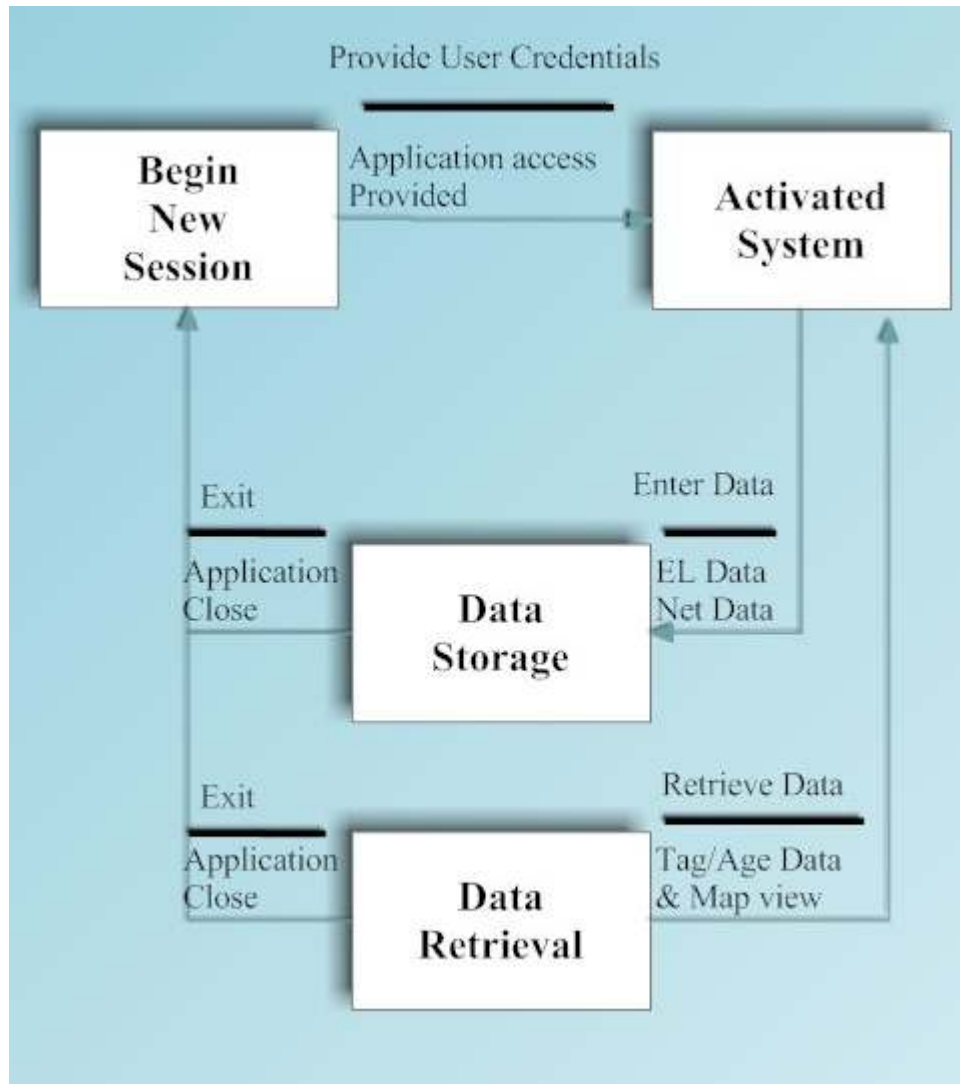 Provide User Credentials
Begin
New
Session
Application access
Provided
Activated
System
Exit
Application
Close
Enter Data
EL Data
Net Data
Data
Storage
Exit
Application
Close
Retrieve Data
Tag/Age Data
& Map view
Data
Retrieval